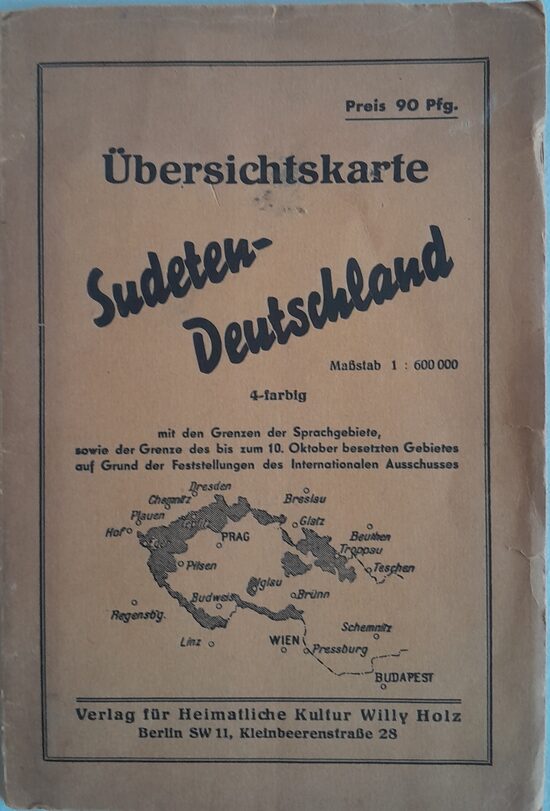 Preis 90 Pfg.
Übersichtskarte
Sudeten-
Deutschland
Maßstab 1 : 600 000
4-farbig
mit den Grenzen der Sprachgebiete,
sowie der Grenze des bis zum 10. Oktober besetzten Gebietes
auf Grund der Feststellungen des Internationalen Ausschusses
Dresden
Chemnitz
Breslau
Plauen
Glatz
Hof
PRAG
Beuthen
Troppau
Pilsen
Teschen
Iglau
Budweis
Brünn
Regensbg.
Schemnitz
Linz
WIEN
Pressburg
BUDAPEST
Verlag für Heimatliche Kultur Willy Holz
Berlin SW 11, Kleinbeerenstraße 28